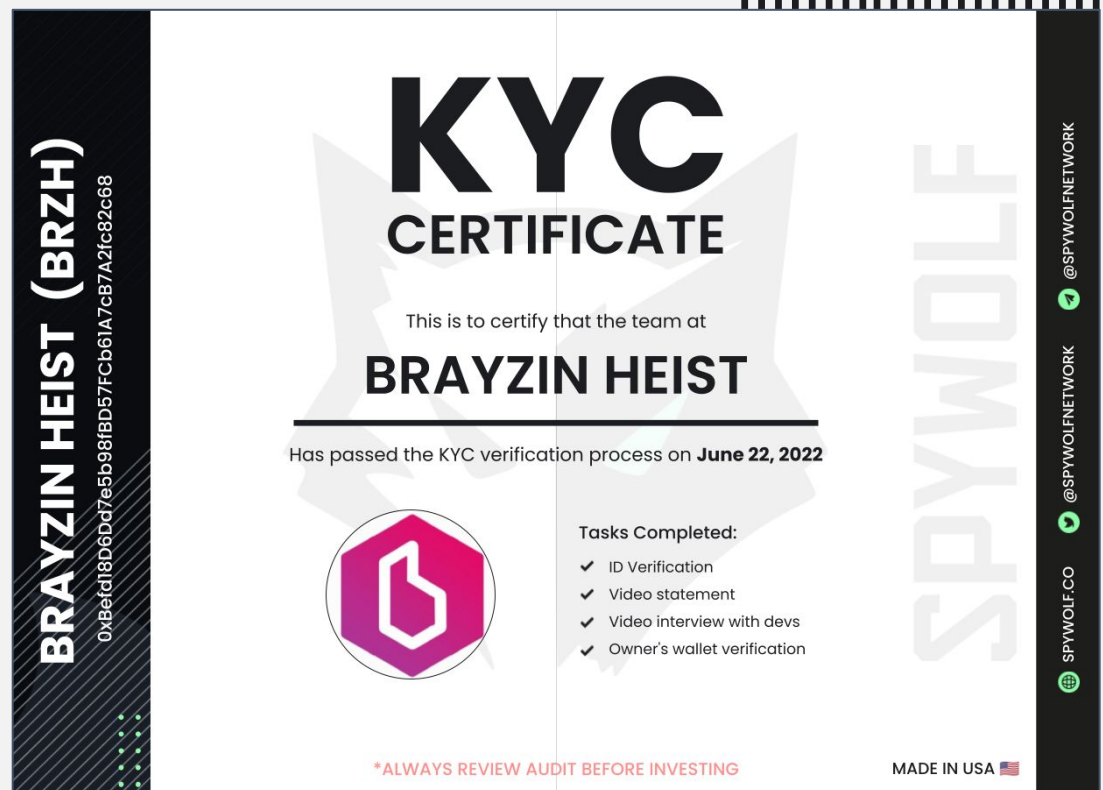 BRAYZIN HEIST (BRZH)
0xBefd18D6Dd7e5b98fBD57FCb61A7cB7A2fc82c68
KYC
CERTIFICATE
This is to certify that the team at
BRAYZIN HEIST
Has passed the KYC verification process on June 22, 2022
Tasks Completed:
ID Verification
Video statement
Video interview with devs
Owner's wallet verification
*ALWAYS REVIEW AUDIT BEFORE INVESTING
MADE IN USA
SPYWOLF
SPYWOLF.CO
@SPYWOLFNETWORK
@SPYWOLFNETWORK